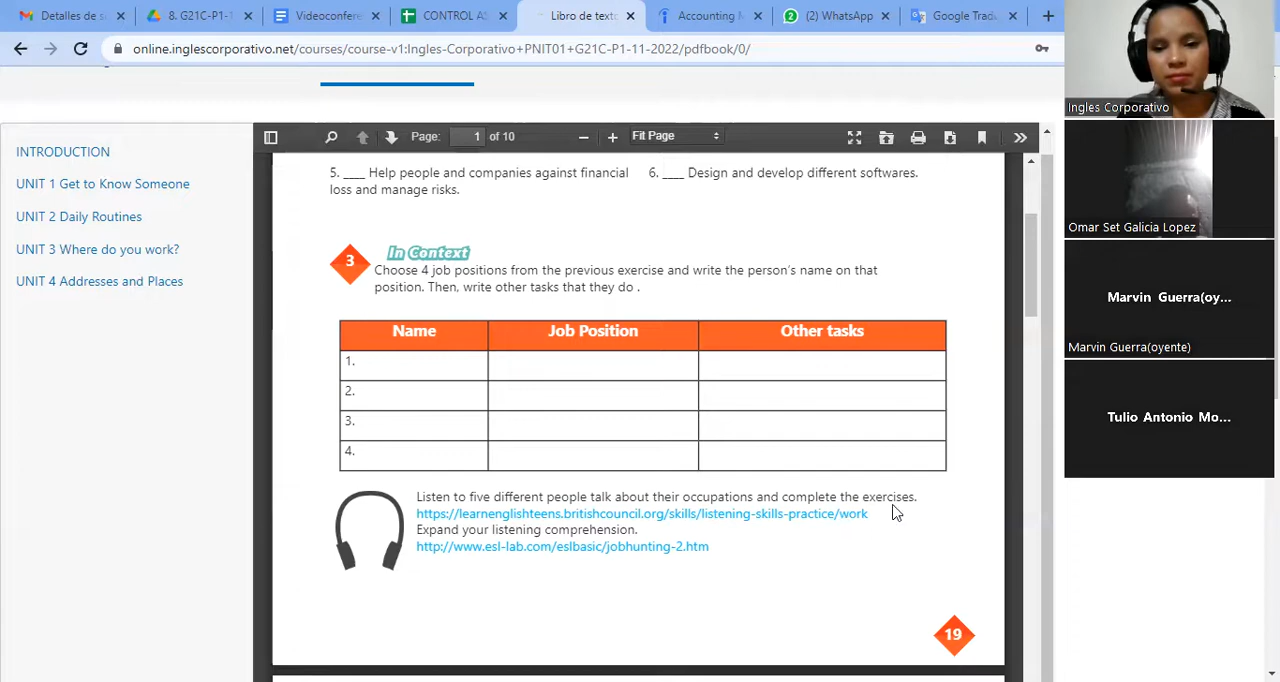 Detalles de s
8. G21C-P1-
Videoconfere
CONTROL AS
Libro de texto
Accounting M
(2) WhatsApp
Google Trad
online.inglescorporativo.net/courses/course-v1:Ingles-Corporativo+PNIT01+G21C-P1-11-2022/pdfbook/0/
Ingles Corporativo
INTRODUCTION
UNIT 1 Get to Know Someone
UNIT 2 Daily Routines
UNIT 3 Where do you work?
UNIT 4 Addresses and Places
Page: 1 of 10
Fit Page
5. ____ Help people and companies against financial
loss and manage risks.
6. ____ Design and develop different softwares.
3
In Context
Choose 4 job positions from the previous exercise and write the person's name on that
position. Then, write other tasks that they do .
Name Job Position Other tasks
1.
2.
3.
4.
Listen to five different people talk about their occupations and complete the exercises.
https://learnenglishteens.britishcouncil.org/skills/listening-skills-practice/work
Expand your listening comprehension.
http://www.esl-lab.com/eslbasic/jobhunting-2.htm
19
Omar Set Galicia Lopez
Marvin Guerra(oy...
Marvin Guerra(oyente)
Tulio Antonio Mo...